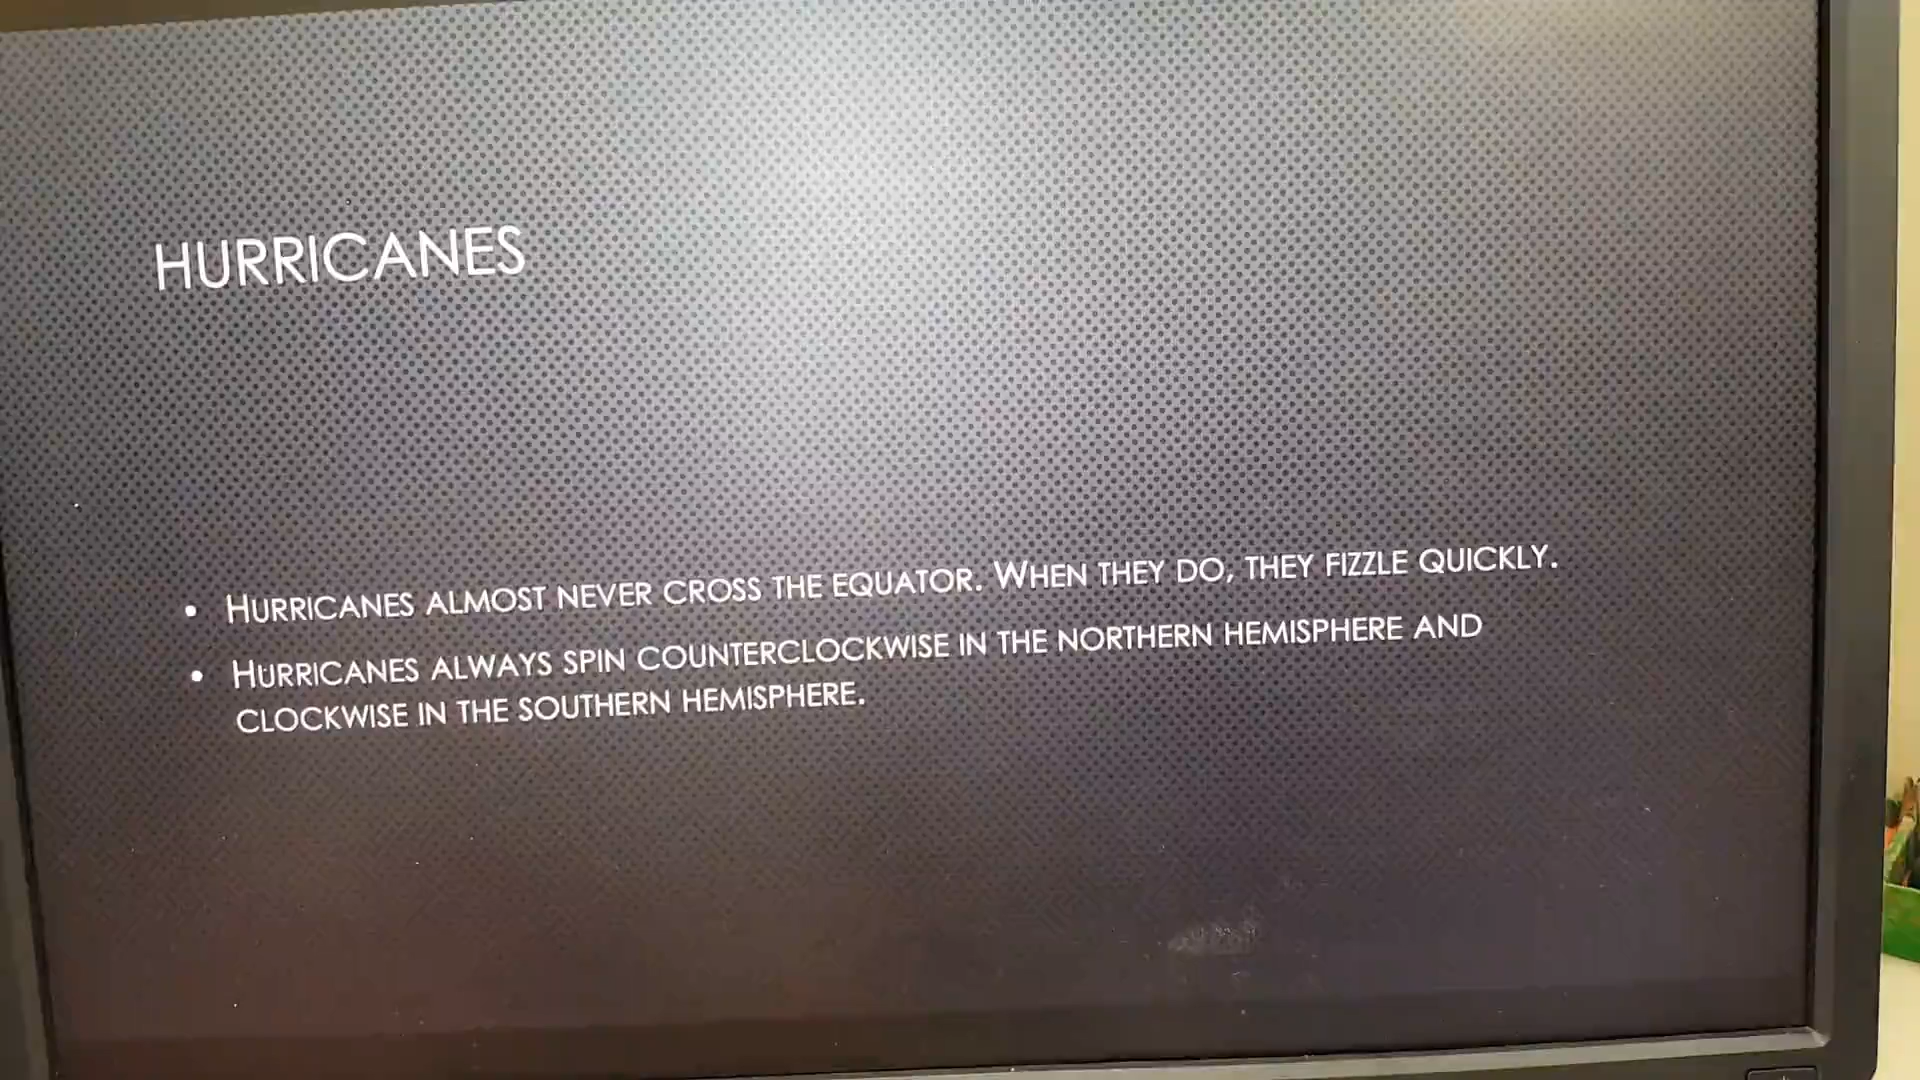 HURRICANES
• HURRICANES ALMOST NEVER CROSS THE EQUATOR. WHEN THEY DO, THEY FIZZLE QUICKLY.
• HURRICANES ALWAYS SPIN COUNTERCLOCKWISE IN THE NORTHERN HEMISPHERE AND
CLOCKWISE IN THE SOUTHERN HEMISPHERE.